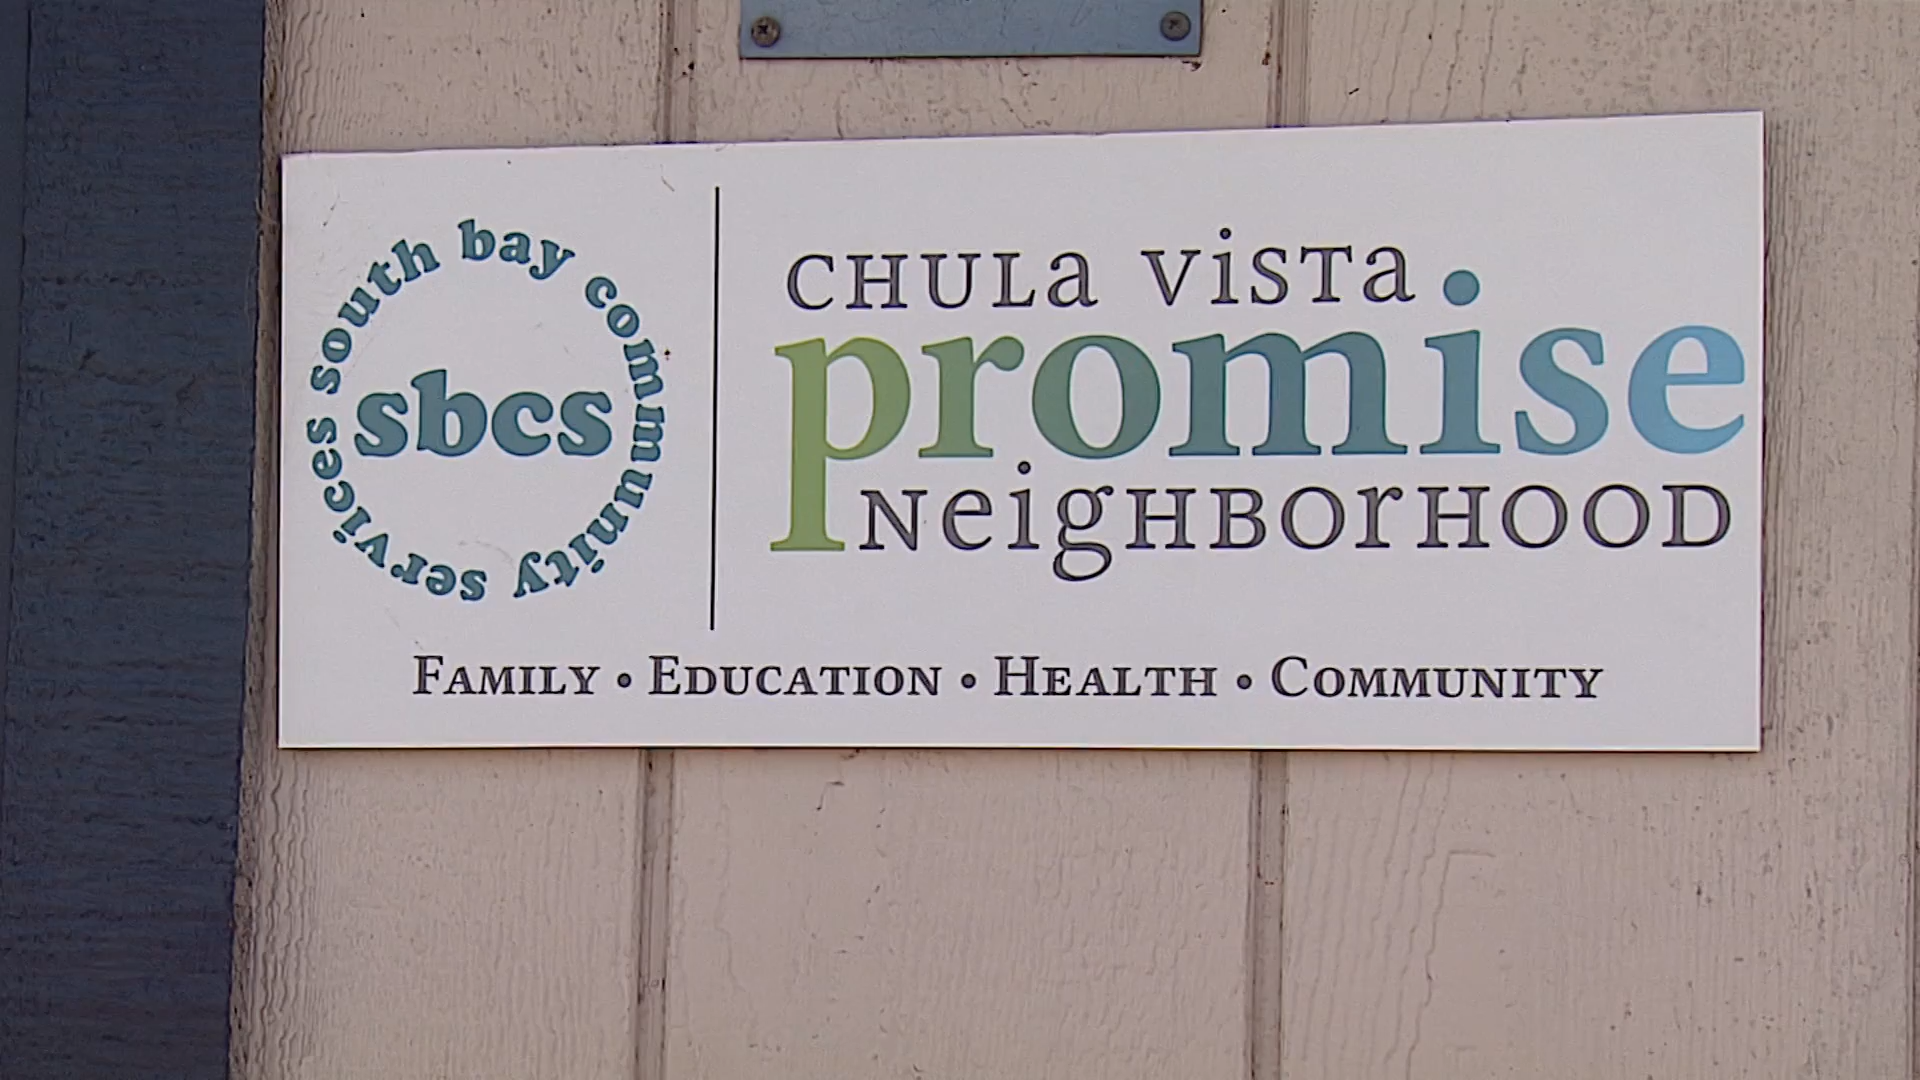 south bay community services
sbcs
CHULa ViSTa
promise
NeigHBOrHOOD
Family • Education • Health • Community